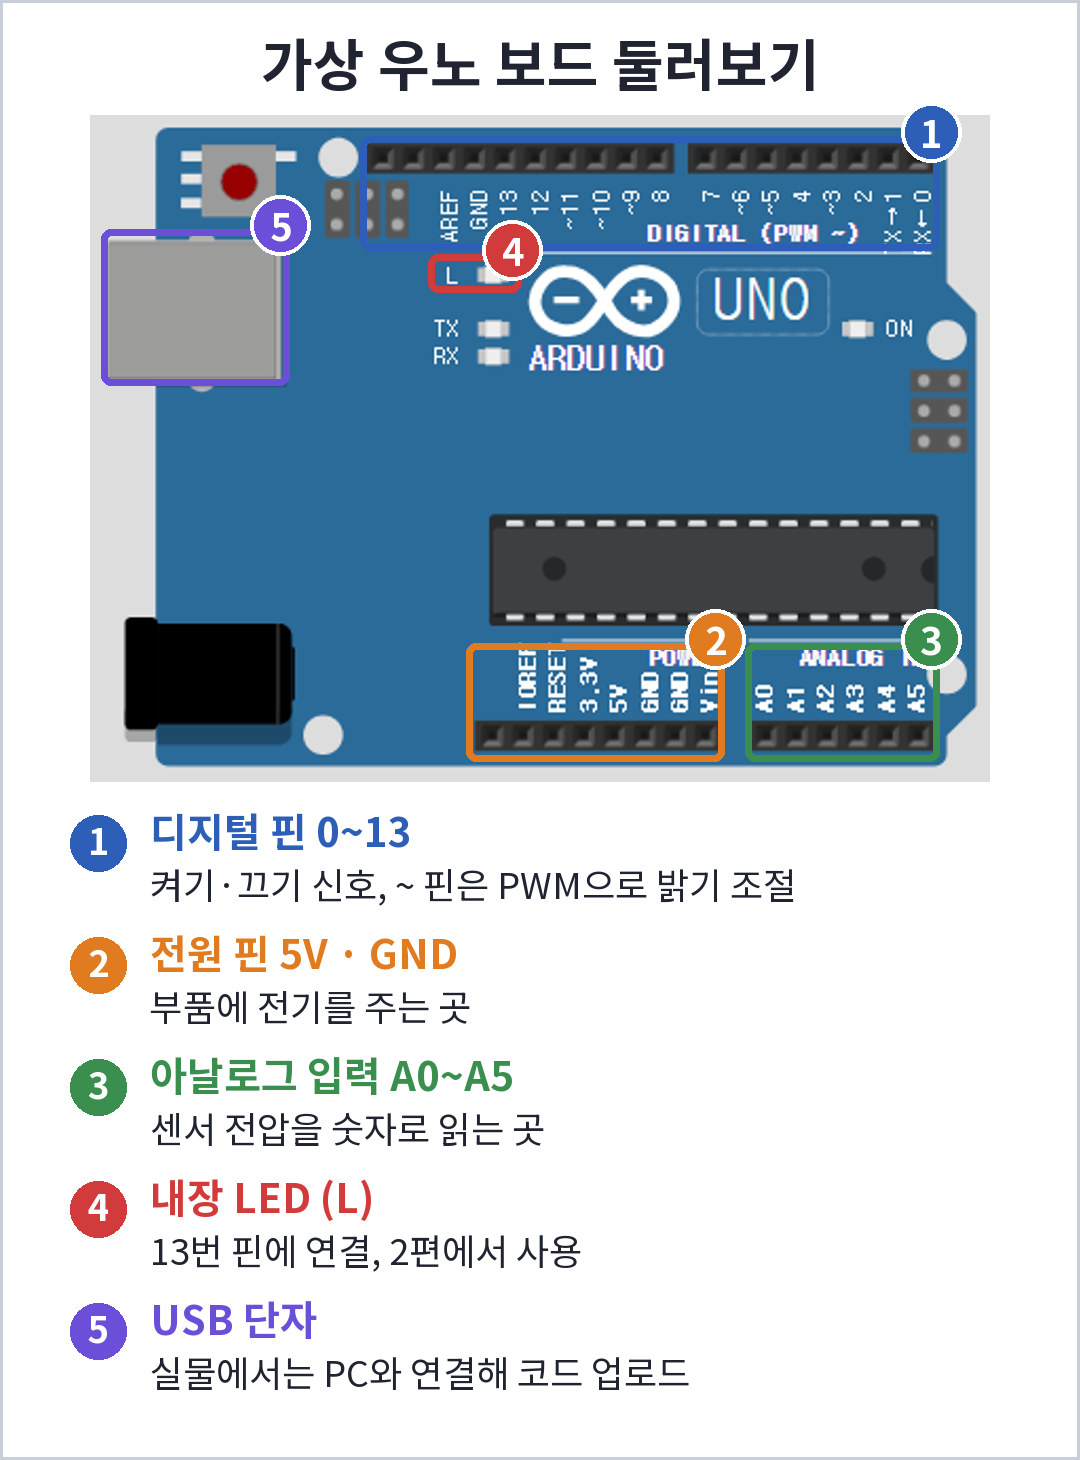 가상 우노 보드 둘러보기
1
5
AREF GND 13 12 ~11 ~10 ~9 8 7 ~6 ~5 4 ~3 2 1 0
DIGITAL (PWM ~)
4
L
TX
RX
ARDUINO
UNO
ON
2
3
POW
ANALOG
IOREF RESET 3.3V 5V GND GND Vin
A0 A1 A2 A3 A4 A5
1 디지털 핀 0~13
켜기·끄기 신호, ~ 핀은 PWM으로 밝기 조절
2 전원 핀 5V · GND
부품에 전기를 주는 곳
3 아날로그 입력 A0~A5
센서 전압을 숫자로 읽는 곳
4 내장 LED (L)
13번 핀에 연결, 2편에서 사용
5 USB 단자
실물에서는 PC와 연결해 코드 업로드